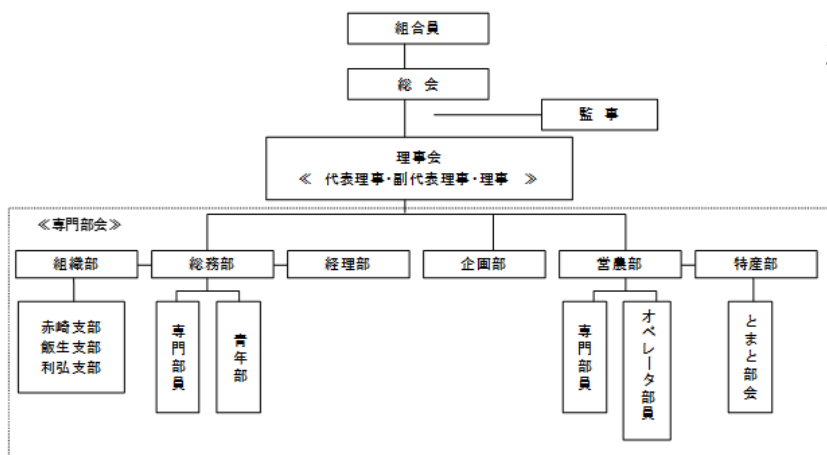 組合員
総 会
監 事
理事会
≪ 代表理事・副代表理事・理事 ≫
≪専門部会≫
組織部
総務部
経理部
企画部
営農部
特産部
赤崎支部
飯生支部
利弘支部
専門部員
青年部
専門部員
オペレータ部員
とまと部会